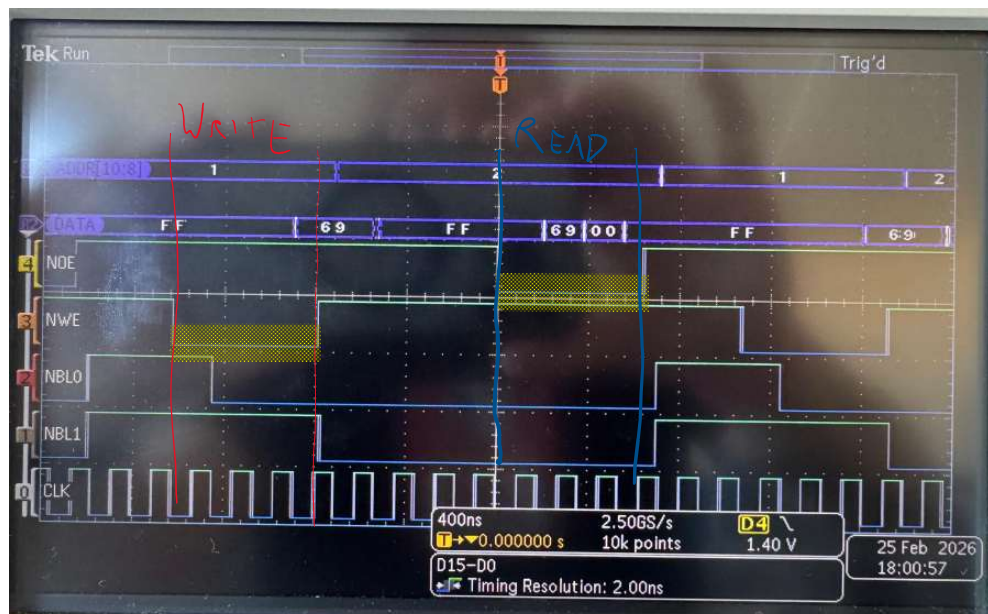 Tek Run Trig'd
T
T
WRITE READ
ADDR[10:8] 1 2 1 2
DATA FF 69 FF 69 00 FF 69
4 NOE
3 NWE
2 NBL0
1 NBL1
0 CLK
400ns 2.50GS/s D4
T→▼0.000000 s 10k points 1.40 V
D15-D0
Timing Resolution: 2.00ns
25 Feb 2026
18:00:57